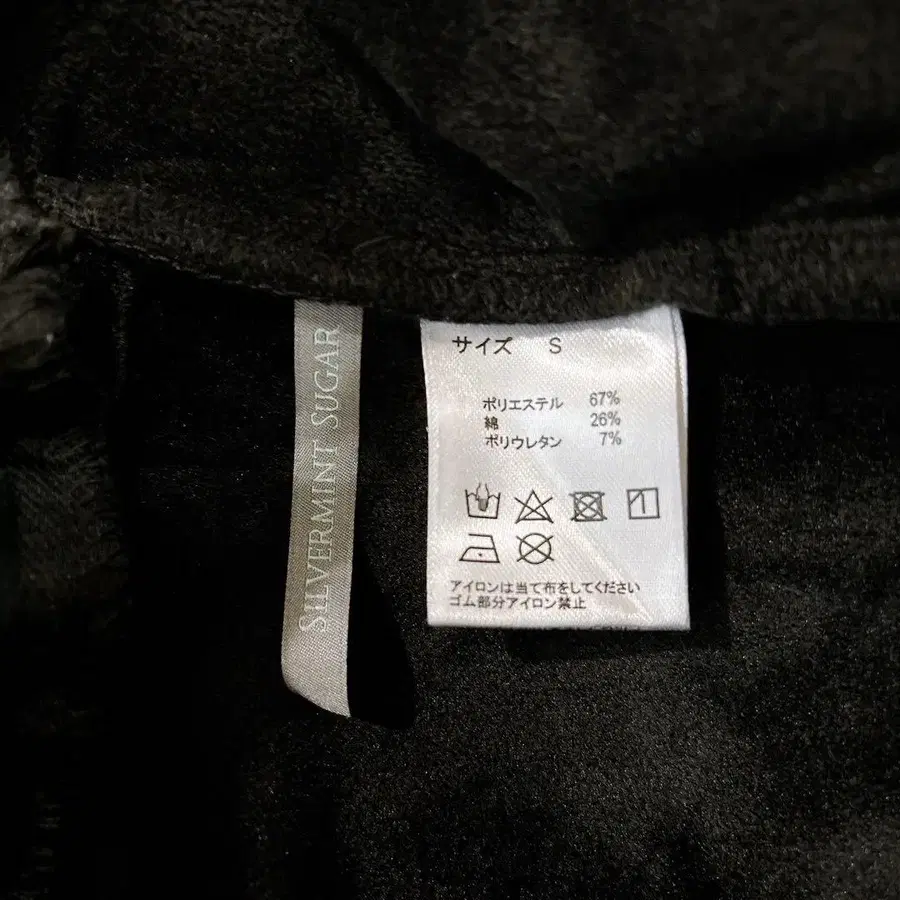 SILVERMINT SUGAR
サイズ S
ポリエステル 67%
綿 26%
ポリウレタン 7%
アイロンは当て布をしてください
ゴム部分アイロン禁止